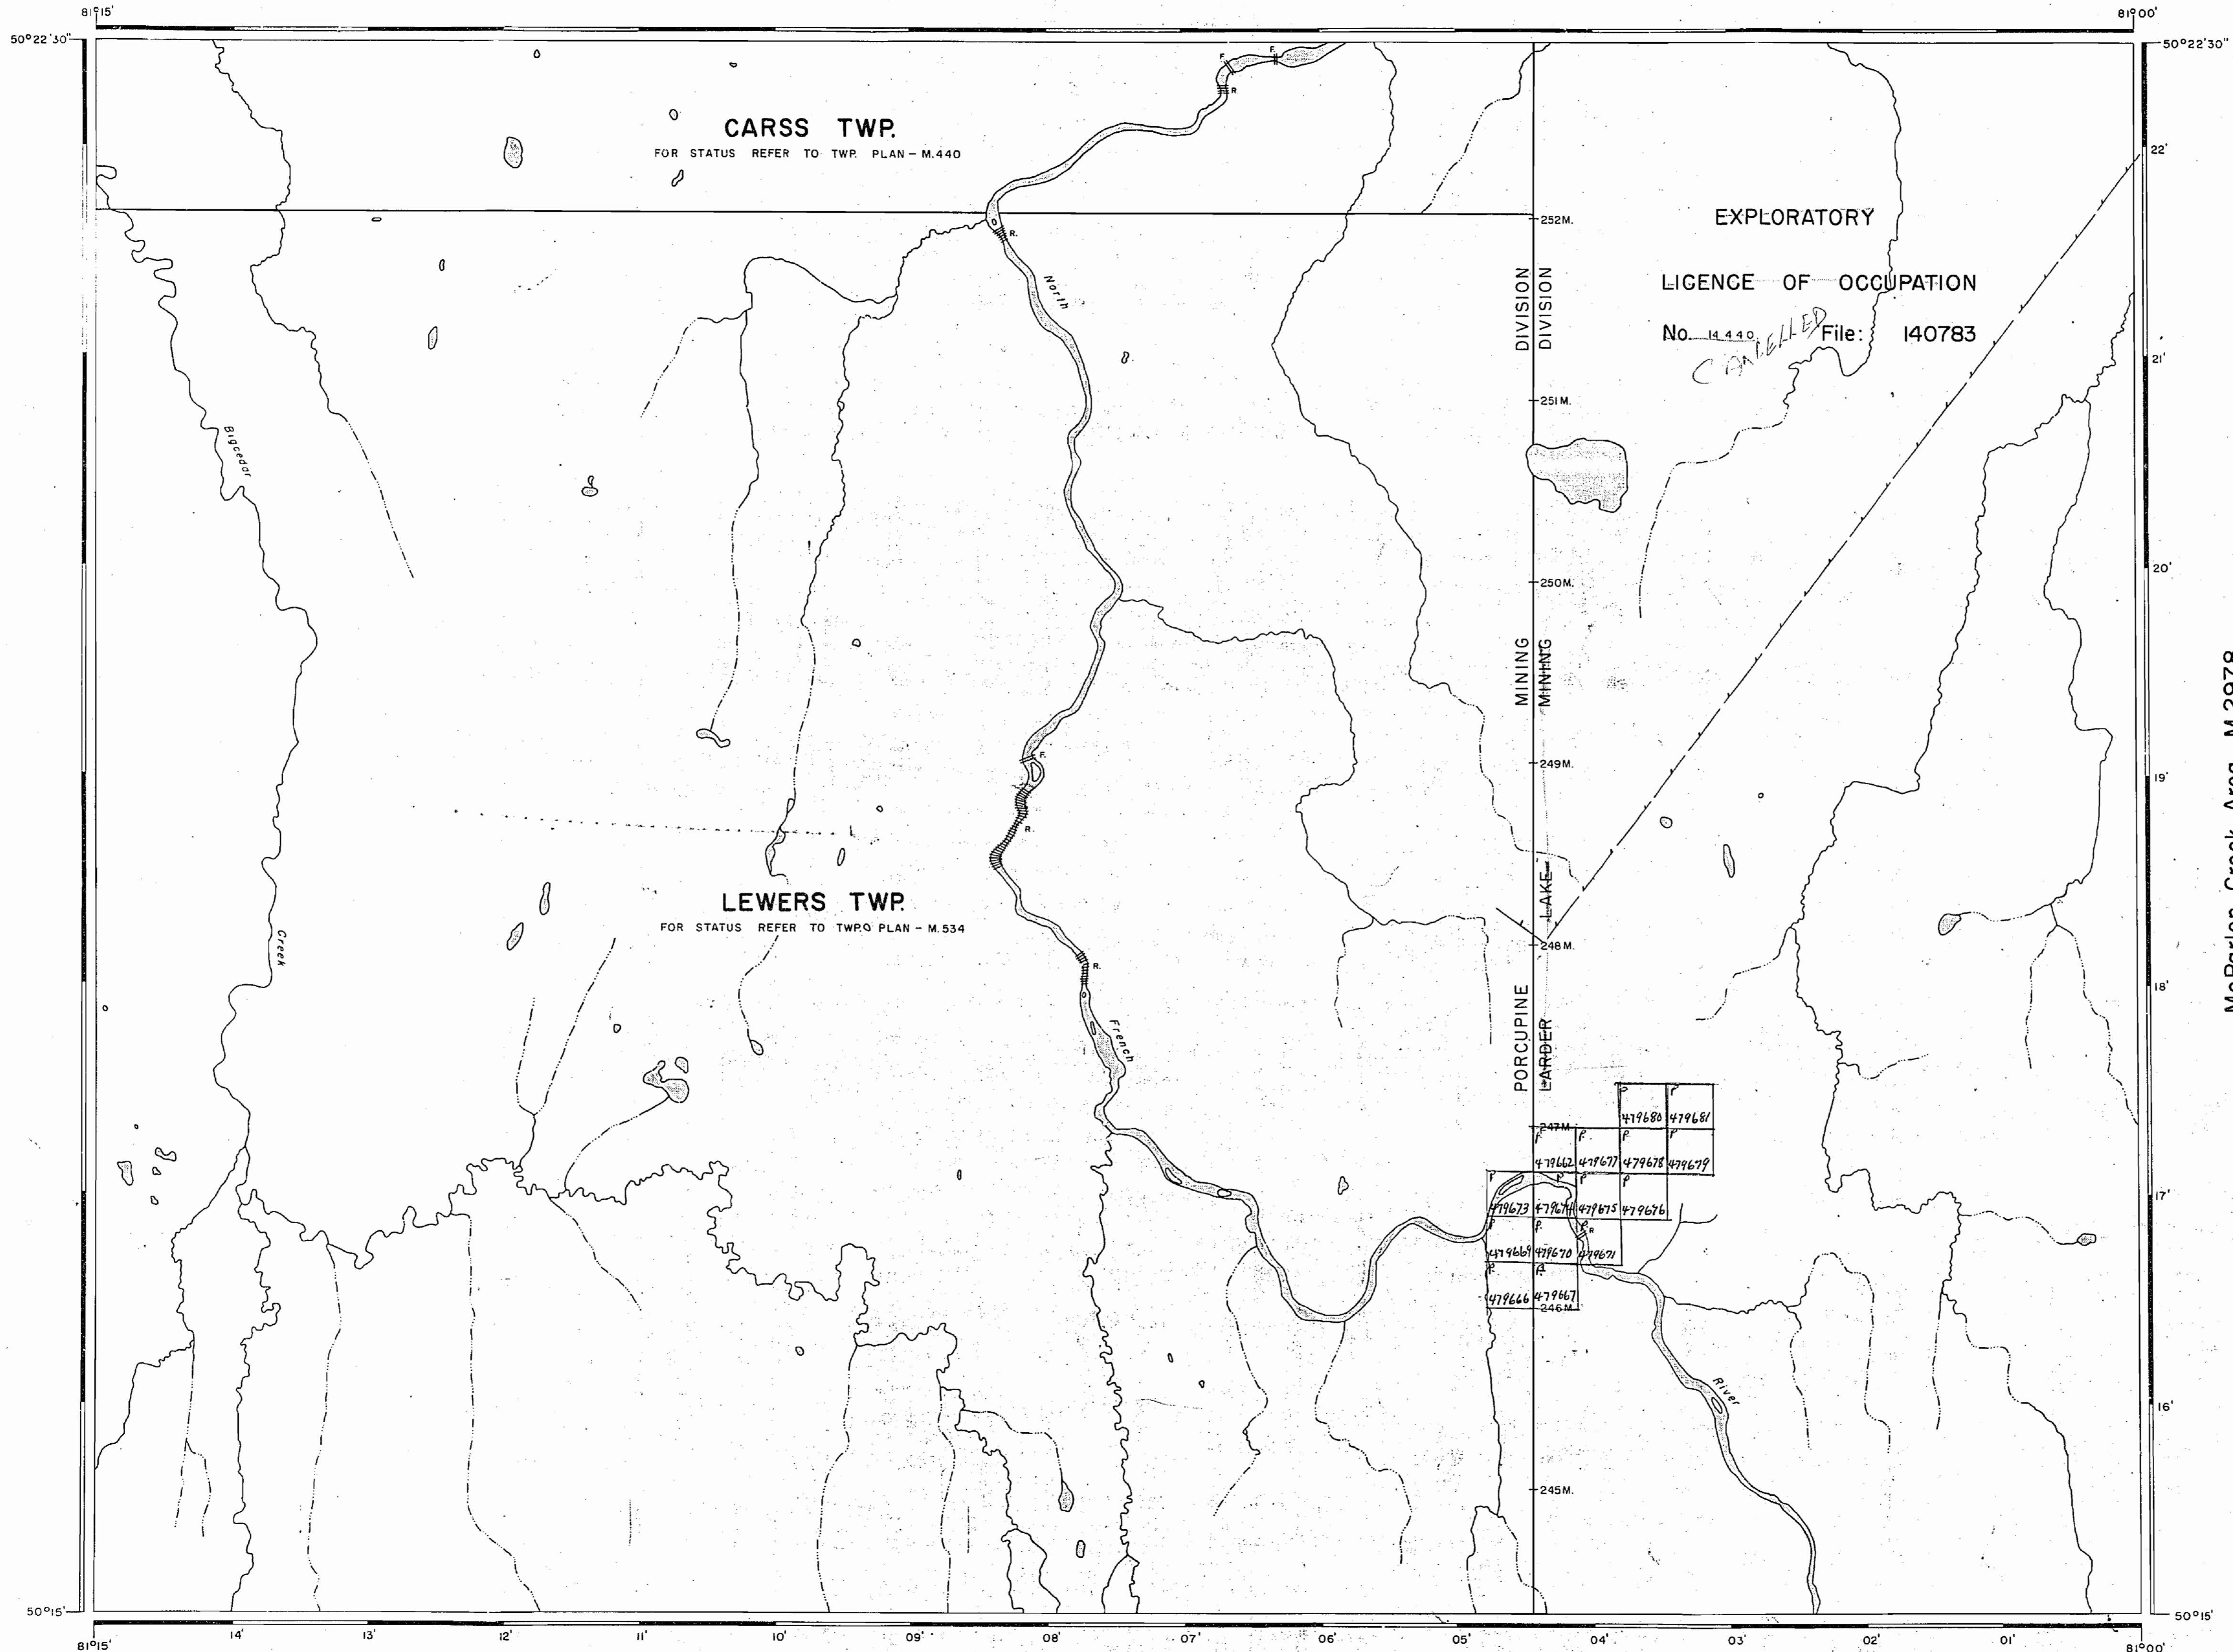 81°15'
81°00'
50°22'30"
50°22'30"
F.
F.
R.
CARSS TWP.
FOR STATUS REFER TO TWP. PLAN – M.440
22'
252M.
EXPLORATORY
R.
DIVISION
DIVISION
LICENCE OF OCCUPATION
North
No. 14440 File: 140783
CANCELLED
21'
251M.
Bigcedar
20'
250M.
MINING
MINING
McParlon Creek Area M.2978
F.
249M.
19'
R.
LAKE
LEWERS TWP.
FOR STATUS REFER TO TWP.O PLAN – M.534
Creek
248M.
R.
18'
PORCUPINE
LARDER
French
P P
479680 479681
247M
P P. P. P
479662 479677 479678 479679
P P. P P
17'
479673 479674 479675 479676
P P. P.
R
479669 479670 479671
P. P.
479666 479667
246M
River
16'
245M.
50°15'
50°15'
81°15'
14'
13'
12'
11'
10'
09'
08'
07'
06'
05'
04'
03'
02'
01'
81°00'